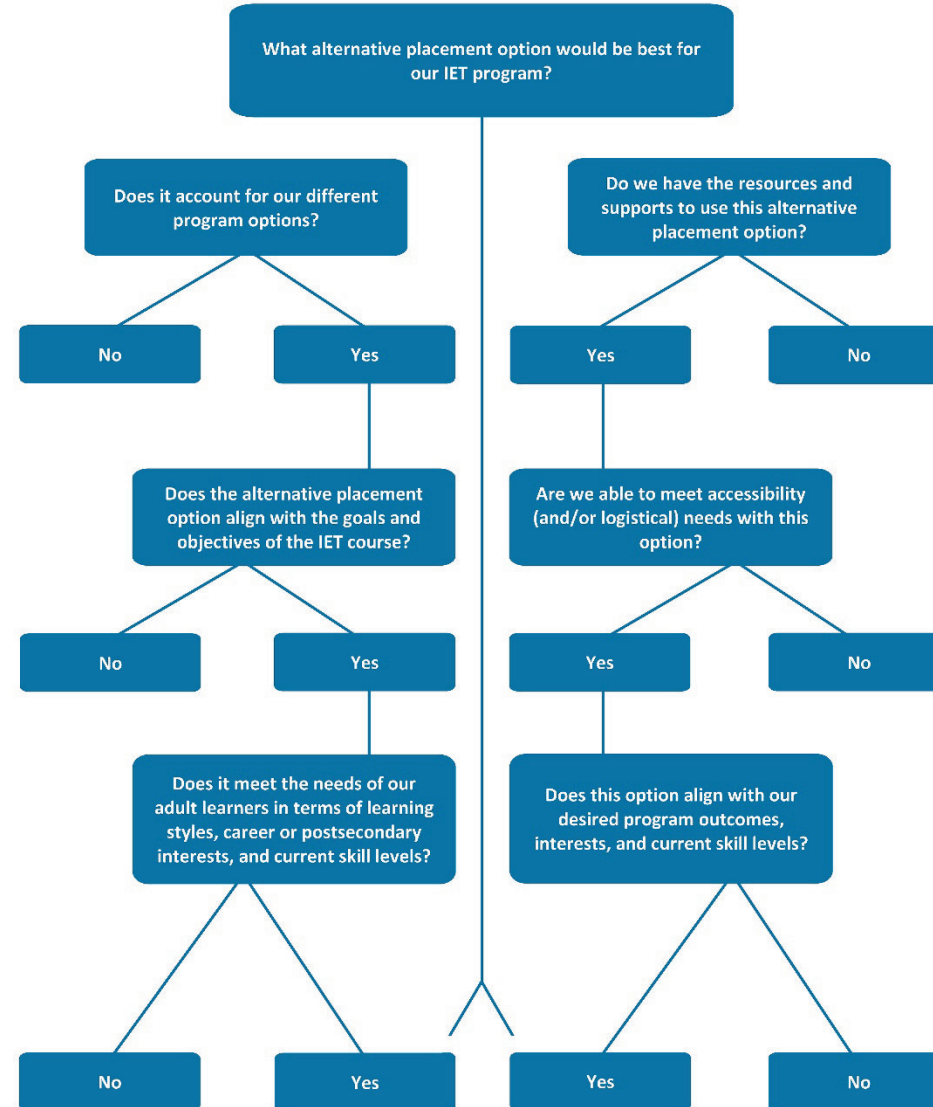 What alternative placement option would be best for
our IET program?
Does it account for our different
program options?
Do we have the resources and
supports to use this alternative
placement option?
No
Yes
Yes
No
Does the alternative placement
option align with the goals and
objectives of the IET course?
Are we able to meet accessibility
(and/or logistical) needs with this
option?
No
Yes
Yes
No
Does it meet the needs of our
adult learners in terms of learning
styles, career or postsecondary
interests, and current skill levels?
Does this option align with our
desired program outcomes,
interests, and current skill levels?
No
Yes
Yes
No